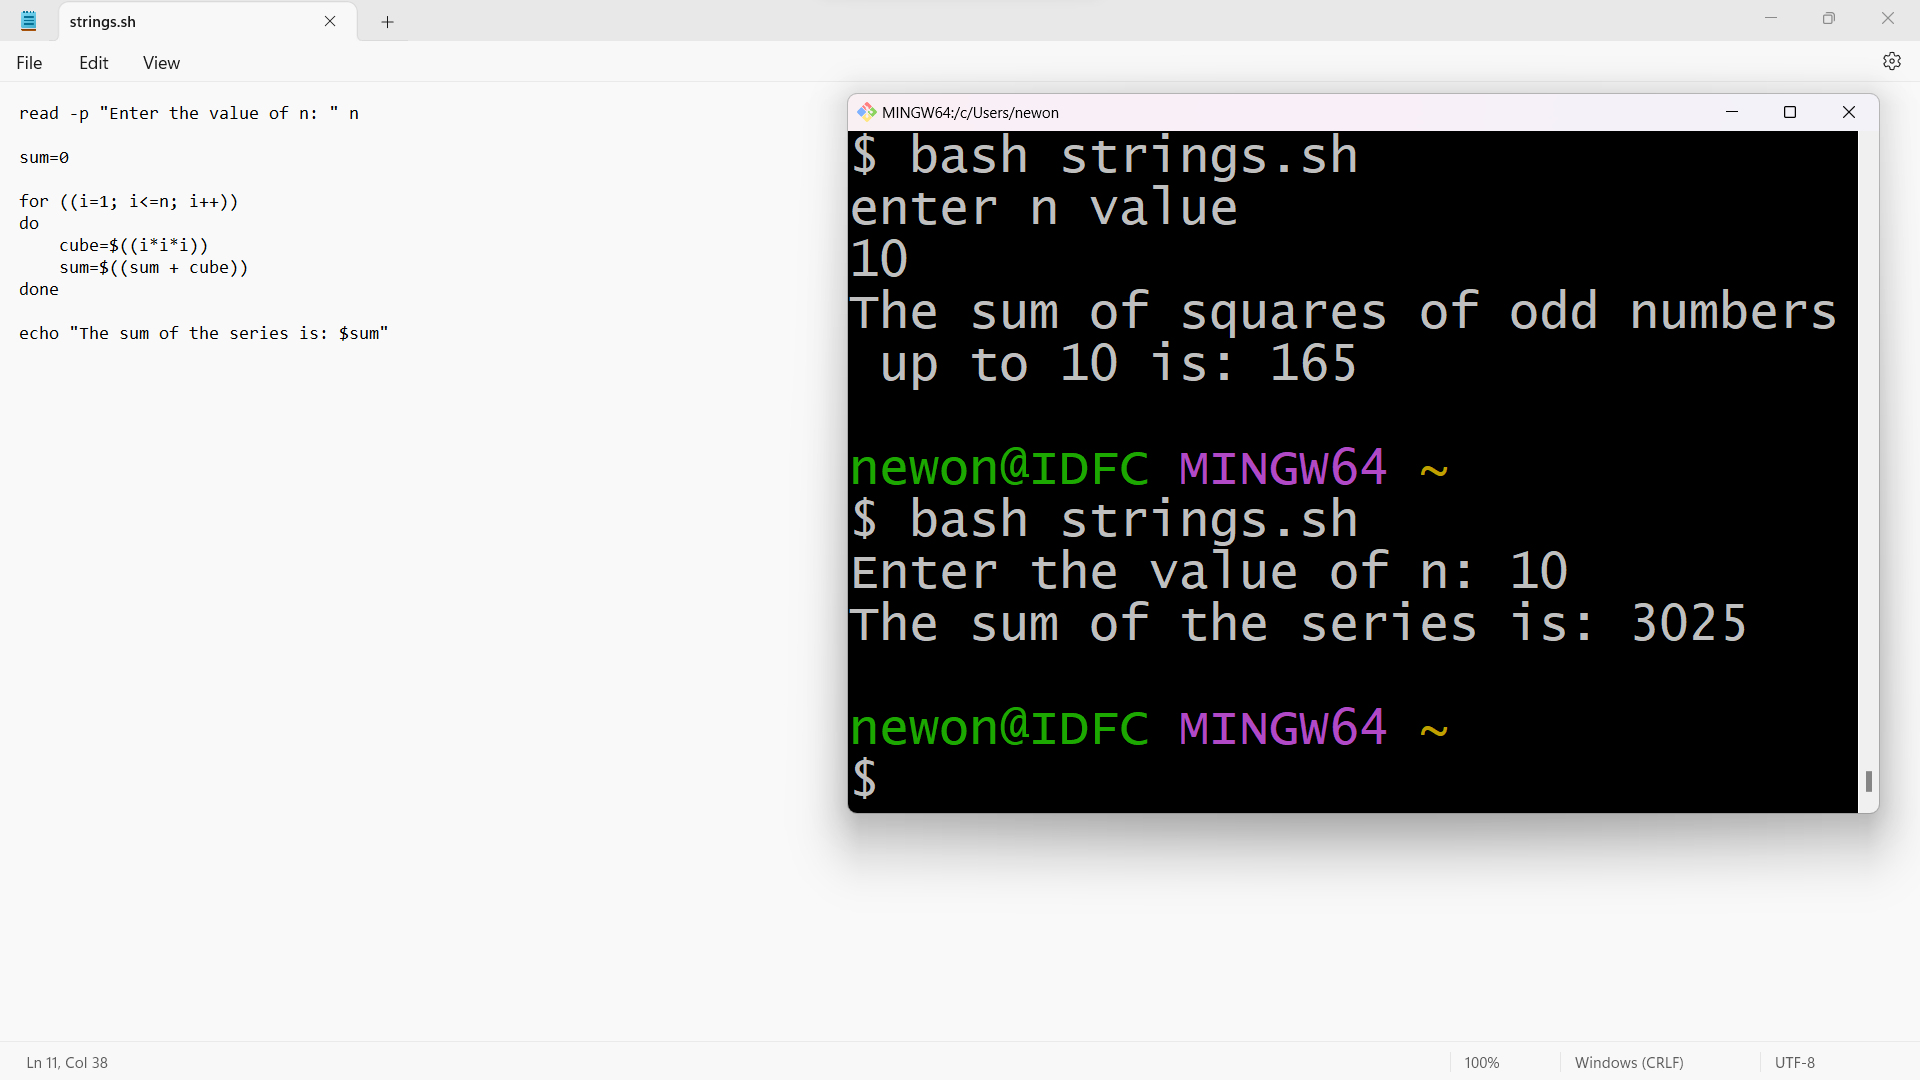 strings.sh
File Edit View
read -p "Enter the value of n: " n
sum=0
for ((i=1; i<=n; i++))
do
    cube=$((i*i*i))
    sum=$((sum + cube))
done
echo "The sum of the series is: $sum"
MINGW64:/c/Users/newon
$ bash strings.sh
enter n value
10
The sum of squares of odd numbers
 up to 10 is: 165
newon@IDFC MINGW64 ~
$ bash strings.sh
Enter the value of n: 10
The sum of the series is: 3025
newon@IDFC MINGW64 ~
$
Ln 11, Col 38
100%
Windows (CRLF)
UTF-8